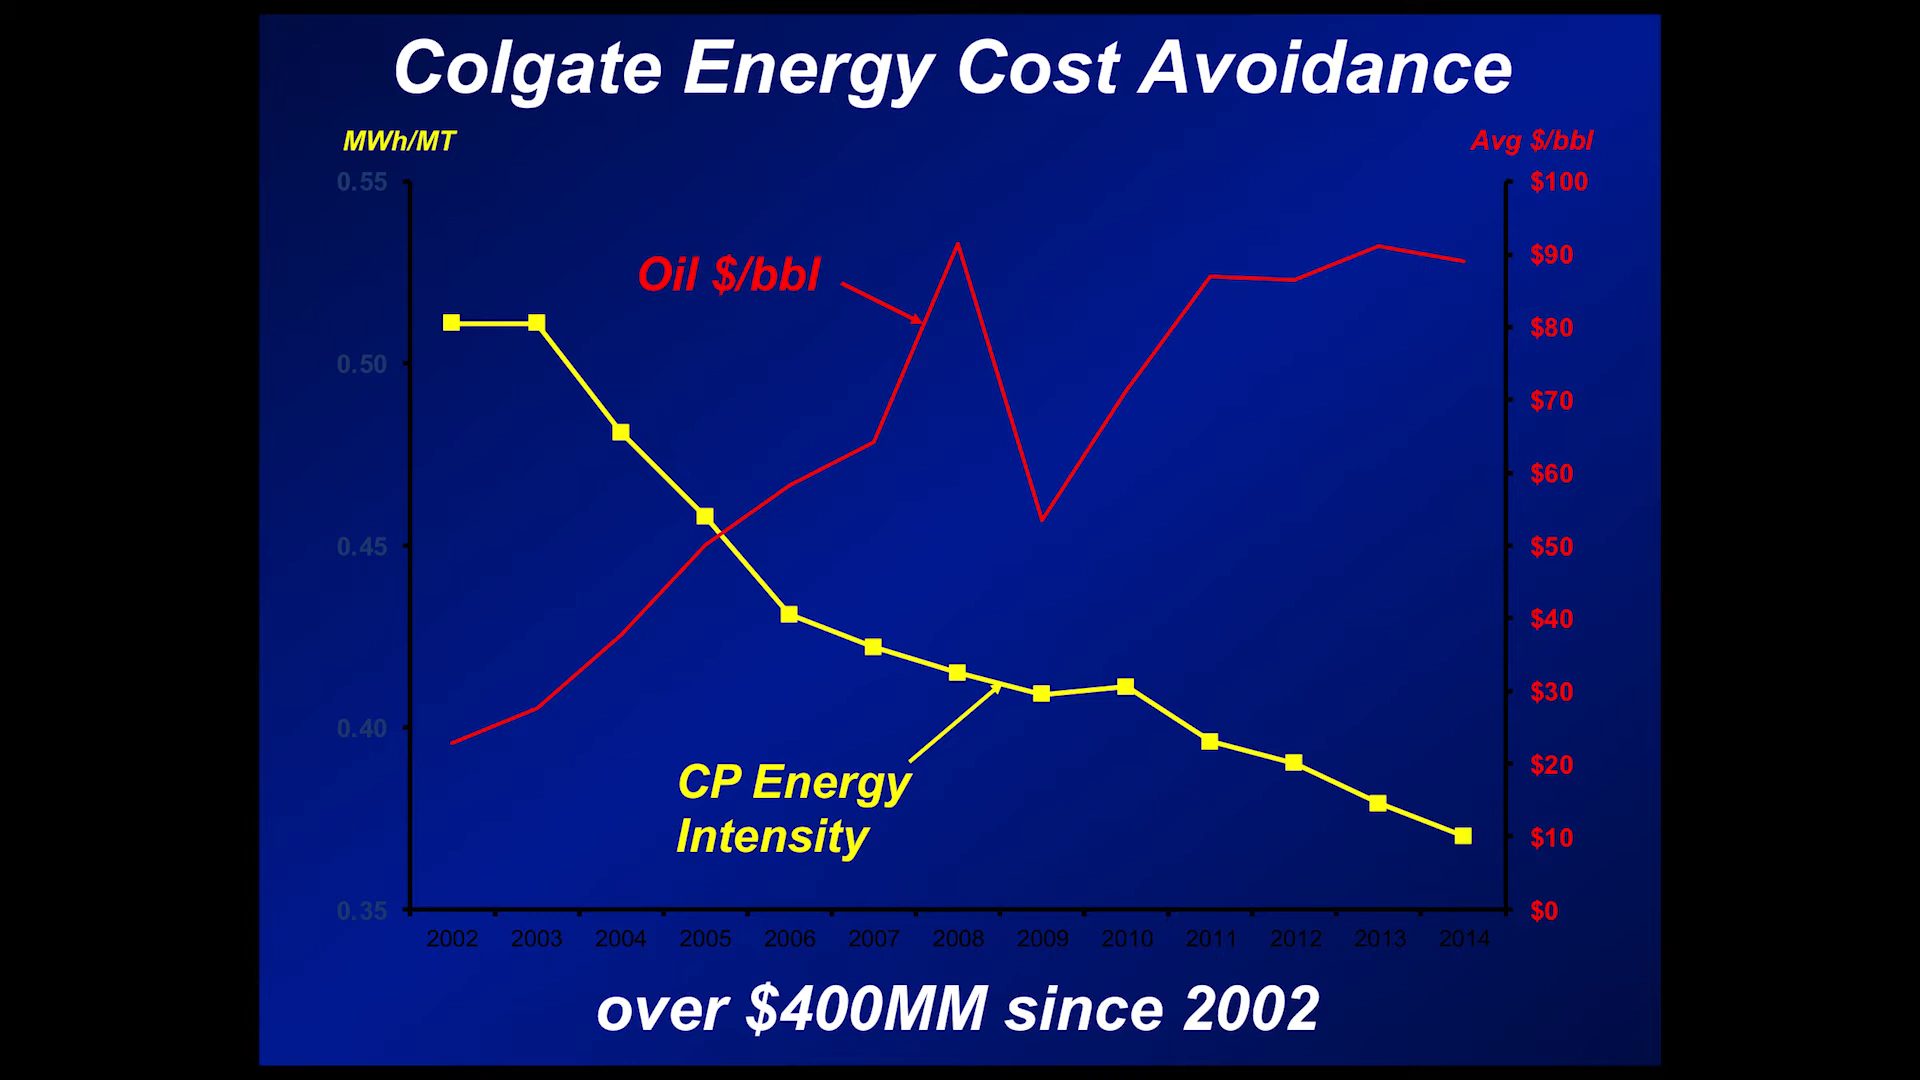 Colgate Energy Cost Avoidance
MWh/MT
Avg $/bbl
0.55
0.50
0.45
0.40
0.35
$100
$90
$80
$70
$60
$50
$40
$30
$20
$10
$0
Oil $/bbl
CP Energy
Intensity
2002 2003 2004 2005 2006 2007 2008 2009 2010 2011 2012 2013 2014
over $400MM since 2002